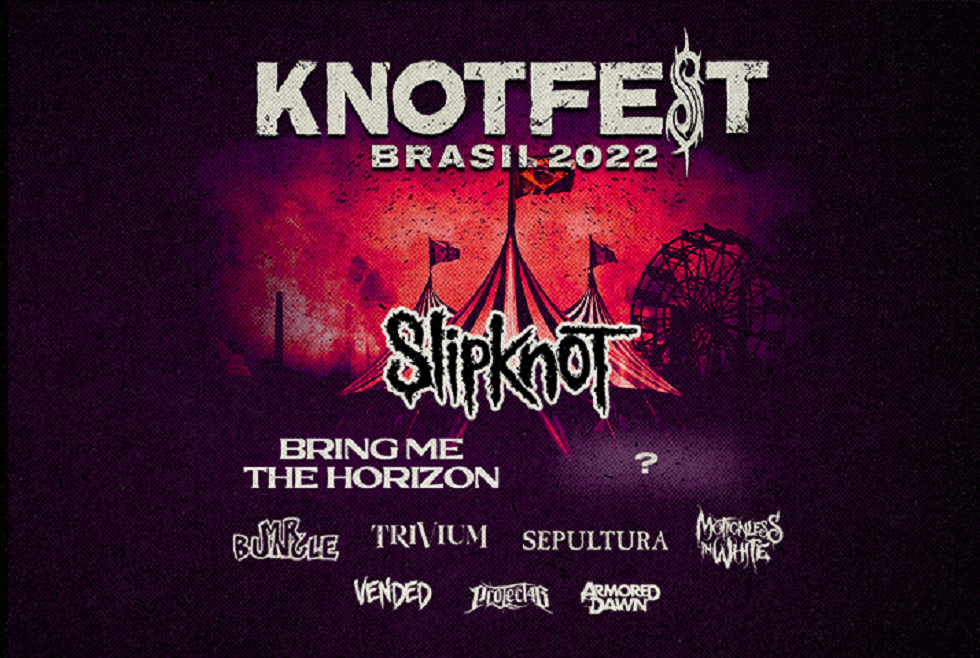 KNOTFEST
BRASIL 2022
Slipknot
BRING ME
THE HORIZON
?
MR. BUNGLE
TRIVIUM
SEPULTURA
MOTIONLESS
IN WHITE
VENDED
PROJECT46
ARMORED
DAWN